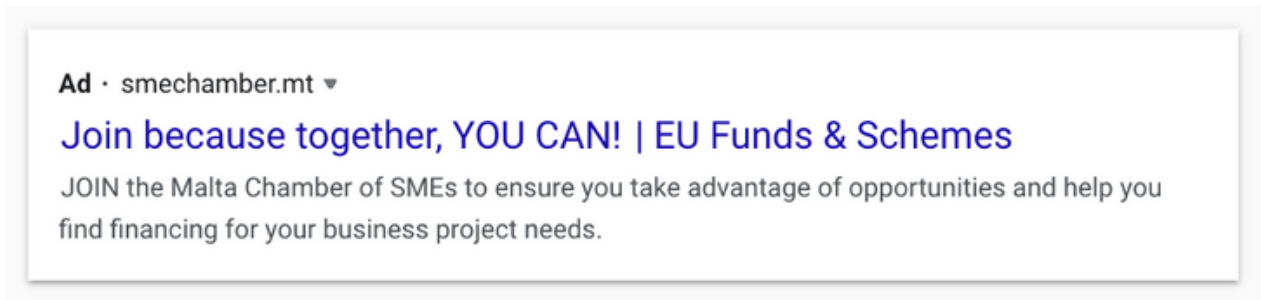 Ad · smechamber.mt
Join because together, YOU CAN! | EU Funds & Schemes
JOIN the Malta Chamber of SMEs to ensure you take advantage of opportunities and help you
find financing for your business project needs.